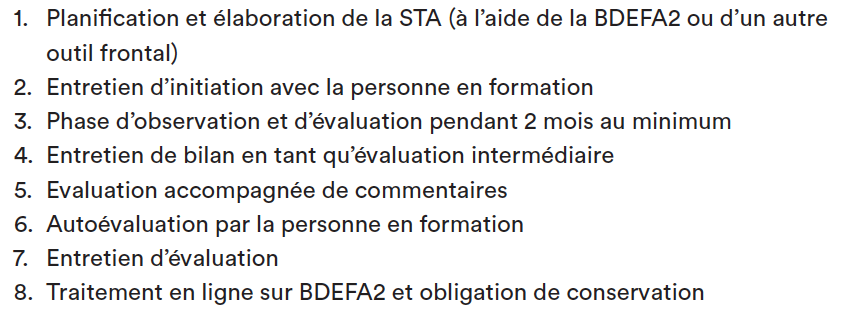 1. Planification et élaboration de la STA (à l’aide de la BDEFA2 ou d’un autre
outil frontal)
2. Entretien d’initiation avec la personne en formation
3. Phase d’observation et d’évaluation pendant 2 mois au minimum
4. Entretien de bilan en tant qu’évaluation intermédiaire
5. Evaluation accompagnée de commentaires
6. Autoévaluation par la personne en formation
7. Entretien d’évaluation
8. Traitement en ligne sur BDEFA2 et obligation de conservation